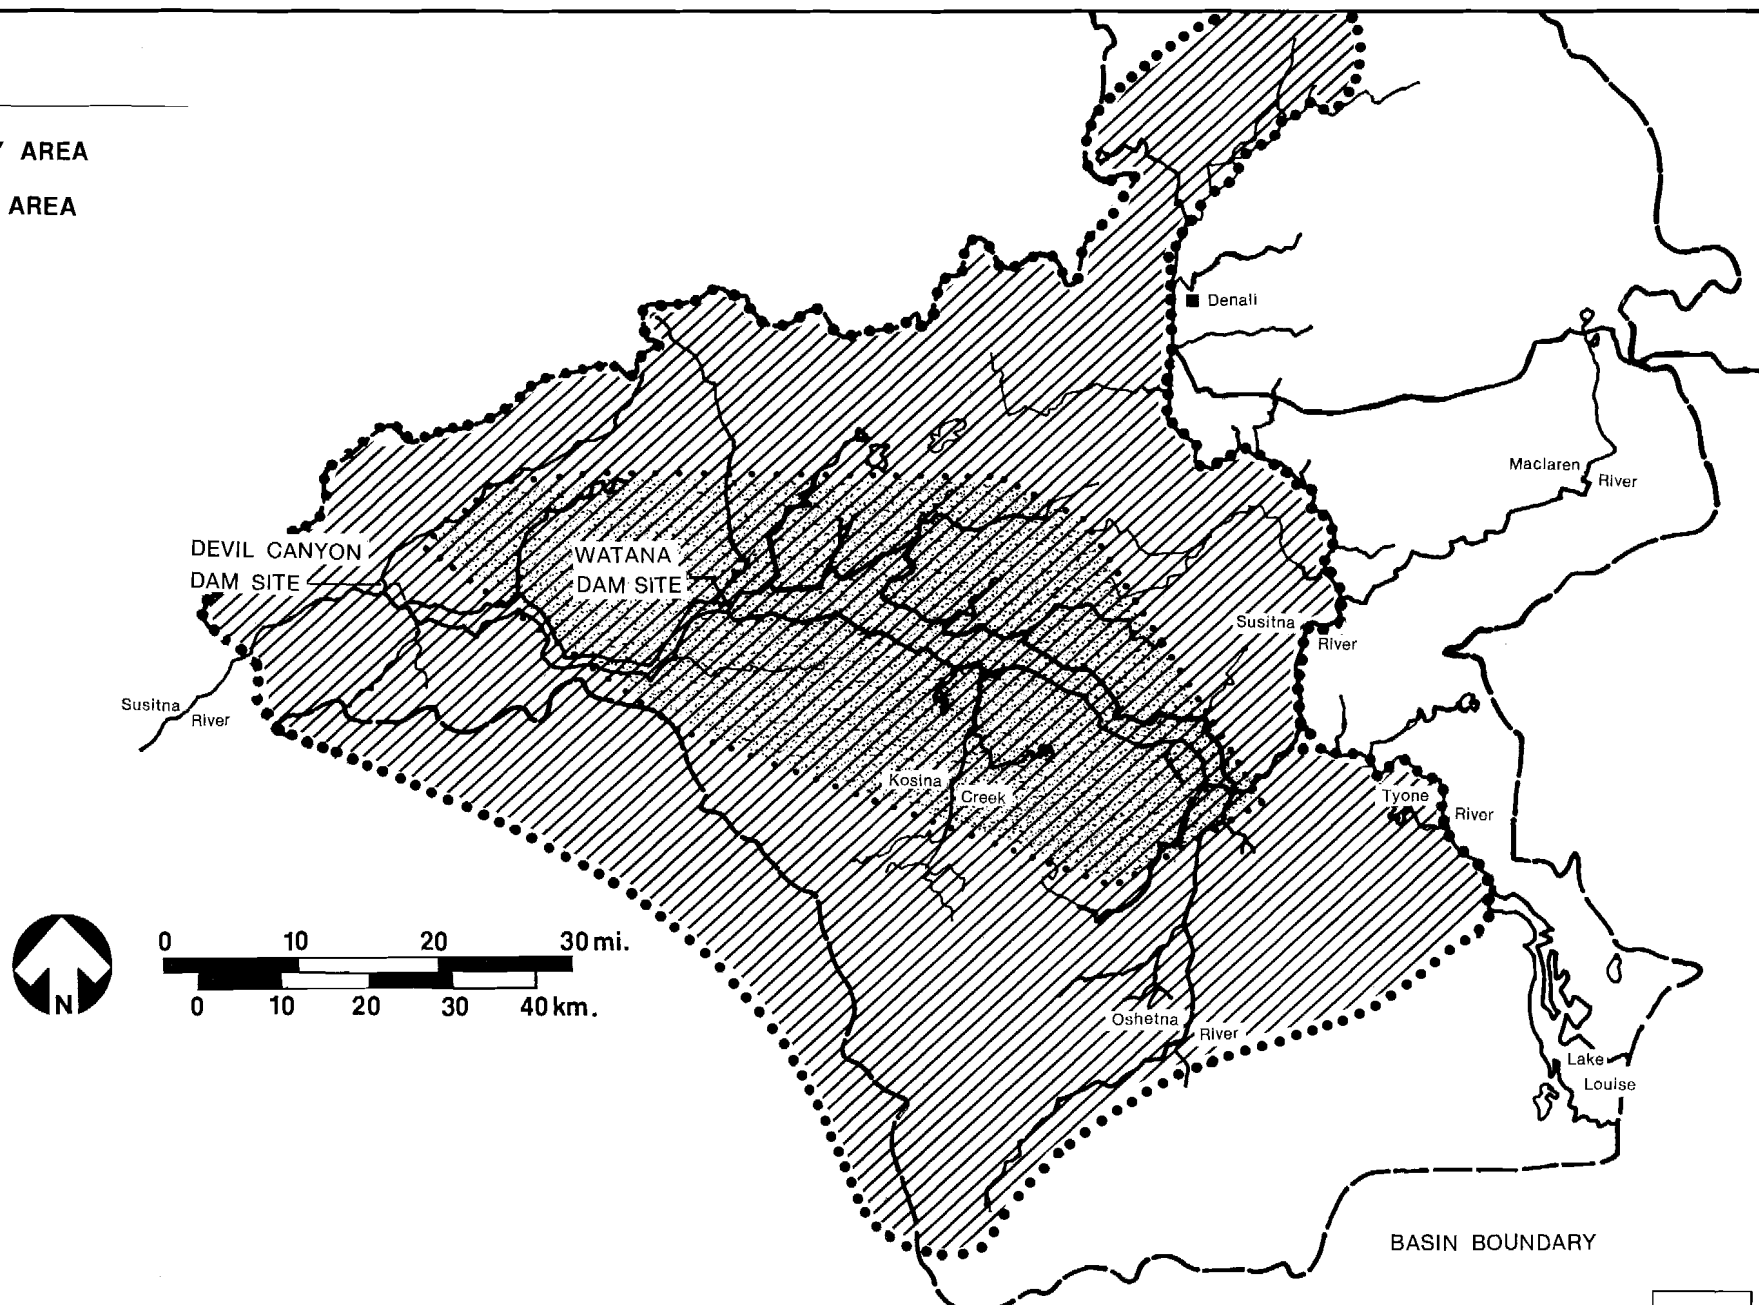 AREA
AREA
Denali
Maclaren
River
DEVIL CANYON
DAM SITE
WATANA
DAM SITE
Susitna
River
Susitna
River
Kosina
Creek
Tyone
River
0 10 20 30 mi.
0 10 20 30 40 km.
N
Oshetna
River
Lake
Louise
BASIN BOUNDARY